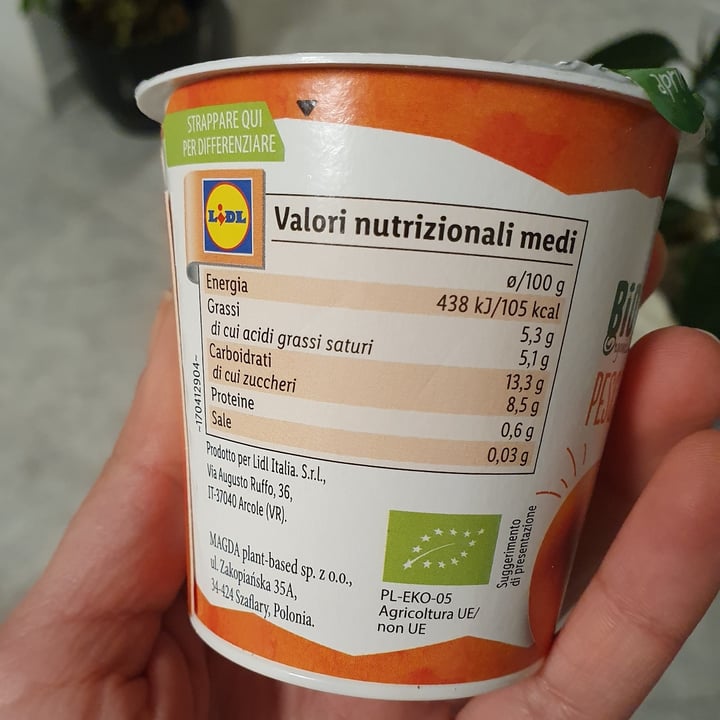 STRAPPARE QUI
PER DIFFERENZIARE
LIDL
Valori nutrizionali medi
ø/100 g
Energia 438 kJ/105 kcal
Grassi 5,3 g
di cui acidi grassi saturi 5,1 g
Carboidrati 13,3 g
di cui zuccheri 8,5 g
Proteine 0,6 g
Sale 0,03 g
-170412904-
Prodotto per Lidl Italia. S.r.l.,
Via Augusto Ruffo, 36,
IT-37040 Arcole (VR).
MAGDA plant-based sp. z o.o.,
ul. Zakopiańska 35A,
34-424 Szaflary, Polonia.
PL-EKO-05
Agricoltura UE/
non UE
Suggerimento
di presentazione
Bio
PES
apri